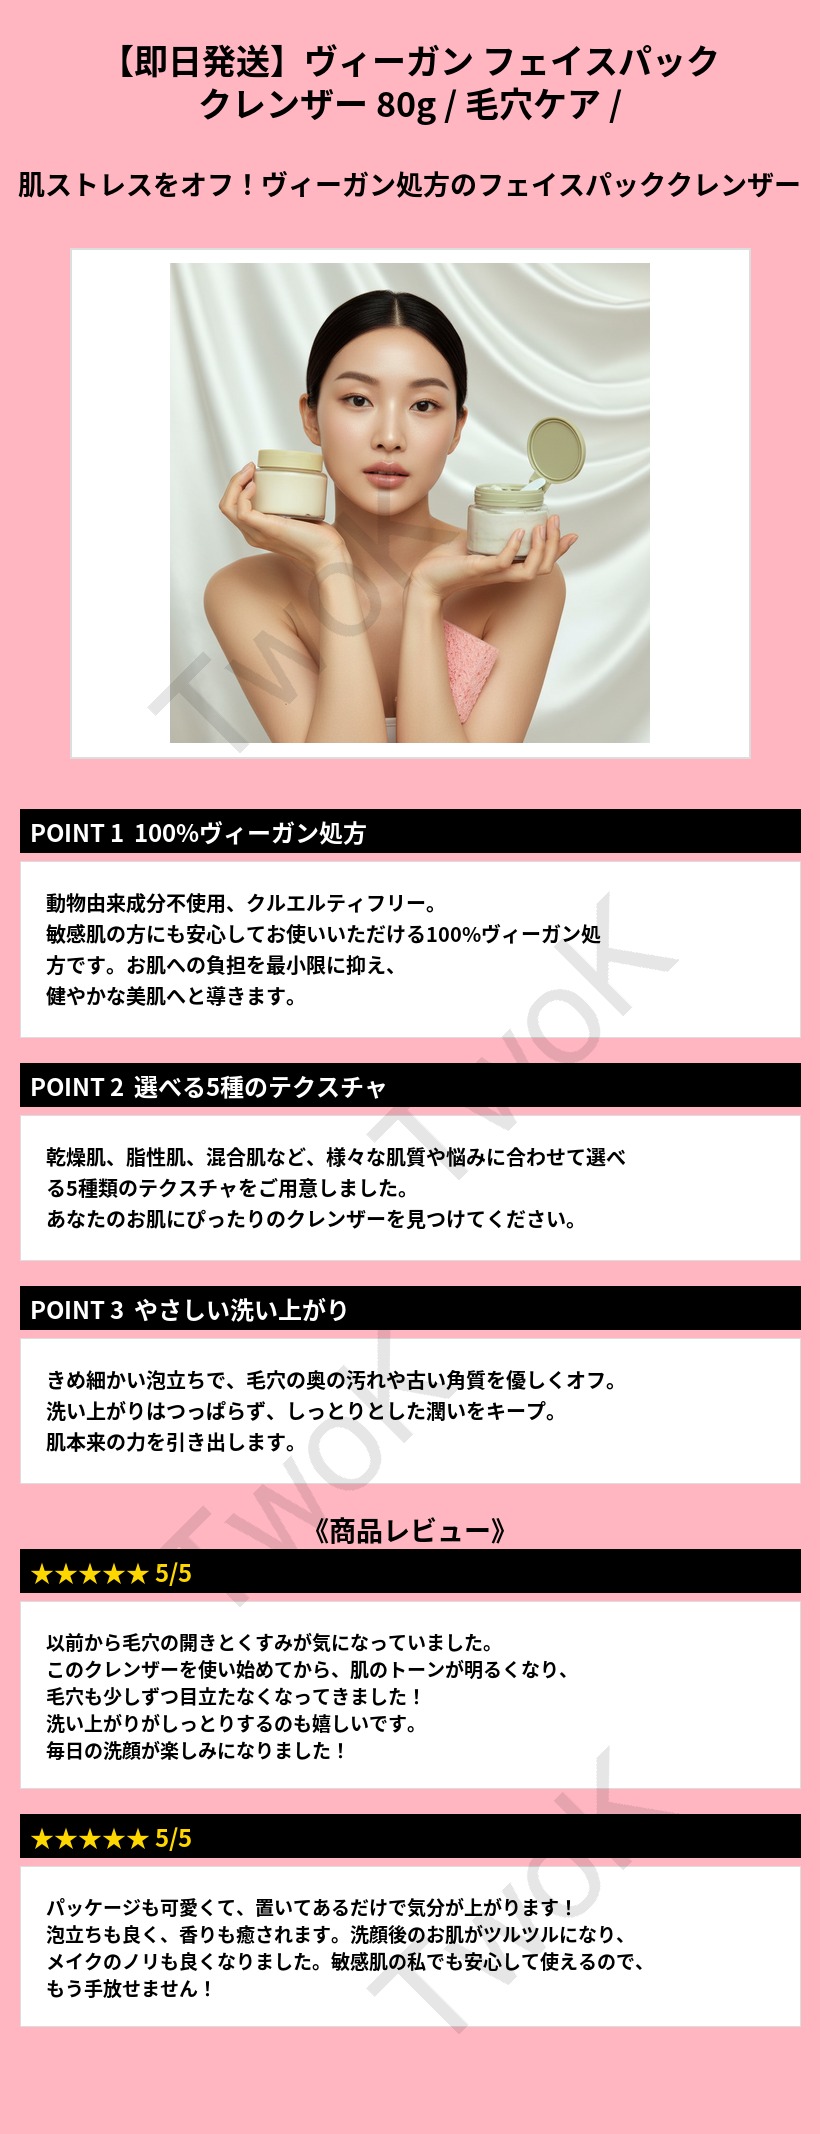 【即日発送】ヴィーガン フェイスパック
クレンザー 80g / 毛穴ケア /
肌ストレスをオフ！ヴィーガン処方のフェイスパッククレンザー
TwoK
POINT 1 100%ヴィーガン処方
動物由来成分不使用、クルエルティフリー。
敏感肌の方にも安心してお使いいただける100%ヴィーガン処
方です。お肌への負担を最小限に抑え、
健やかな美肌へと導きます。
TwoK
POINT 2 選べる5種のテクスチャ
乾燥肌、脂性肌、混合肌など、様々な肌質や悩みに合わせて選べ
る5種類のテクスチャをご用意しました。
あなたのお肌にぴったりのクレンザーを見つけてください。
POINT 3 やさしい洗い上がり
きめ細かい泡立ちで、毛穴の奥の汚れや古い角質を優しくオフ。
洗い上がりはつっぱらず、しっとりとした潤いをキープ。
肌本来の力を引き出します。
TwoK
《商品レビュー》
★★★★★ 5/5
以前から毛穴の開きとくすみが気になっていました。
このクレンザーを使い始めてから、肌のトーンが明るくなり、
毛穴も少しずつ目立たなくなってきました！
洗い上がりがしっとりするのも嬉しいです。
毎日の洗顔が楽しみになりました！
★★★★★ 5/5
パッケージも可愛くて、置いてあるだけで気分が上がります！
泡立ちも良く、香りも癒されます。洗顔後のお肌がツルツルになり、
メイクのノリも良くなりました。敏感肌の私でも安心して使えるので、
もう手放せません！
TwoK